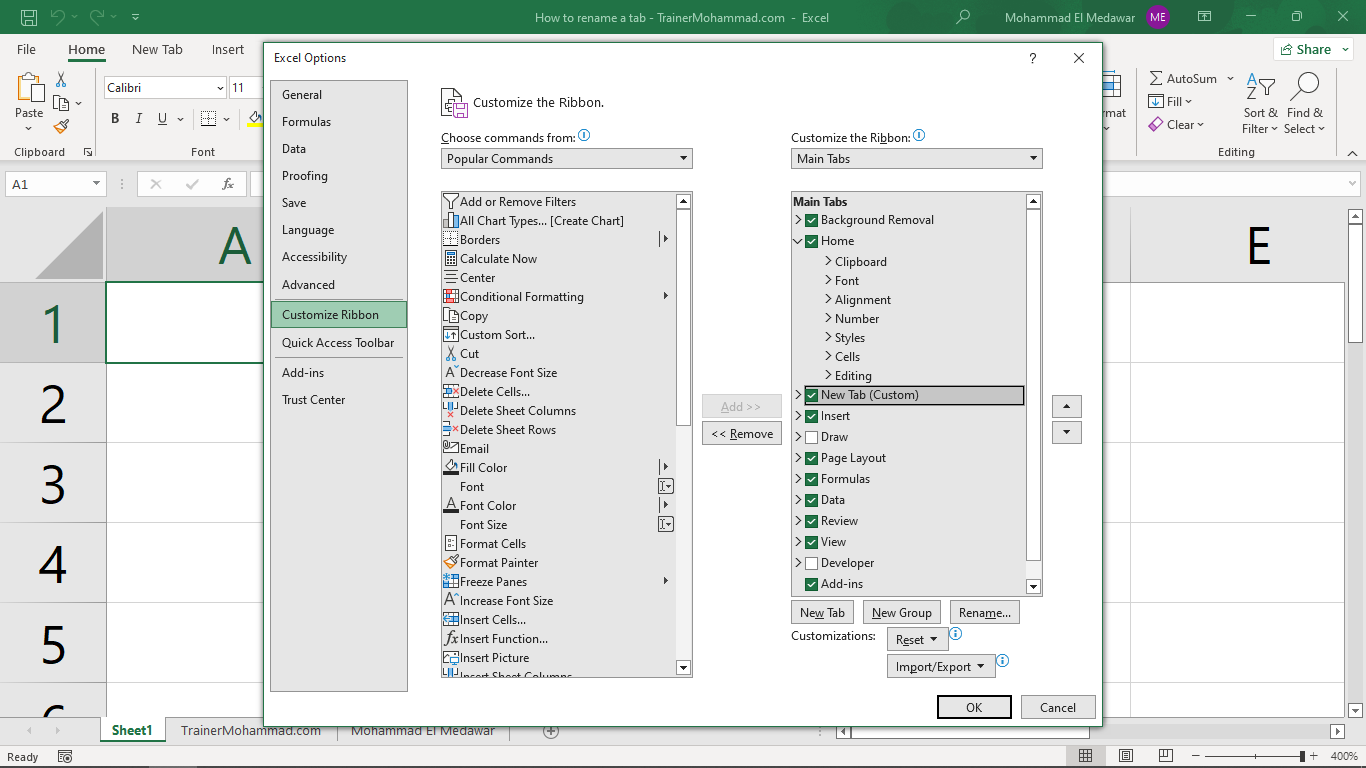 How to rename a tab - TrainerMohammad.com - Excel
Mohammad El Medawar
ME
File
Home
New Tab
Insert
Share
Paste
Clipboard
Calibri
11
B
I
U
Font
AutoSum
Fill
Clear
Sort &
Filter
Find &
Select
Editing
A1
fx
A
E
1
2
3
4
5
Excel Options
?
General
Formulas
Data
Proofing
Save
Language
Accessibility
Advanced
Customize Ribbon
Quick Access Toolbar
Add-ins
Trust Center
Customize the Ribbon.
Choose commands from:
Popular Commands
Add or Remove Filters
All Chart Types... [Create Chart]
Borders
Calculate Now
Center
Conditional Formatting
Copy
Custom Sort...
Cut
Decrease Font Size
Delete Cells...
Delete Sheet Columns
Delete Sheet Rows
Email
Fill Color
Font
Font Color
Font Size
Format Cells
Format Painter
Freeze Panes
Increase Font Size
Insert Cells...
Insert Function...
Insert Picture
Insert Sheet Columns
Add >>
<< Remove
Customize the Ribbon:
Main Tabs
Main Tabs
Background Removal
Home
Clipboard
Font
Alignment
Number
Styles
Cells
Editing
New Tab (Custom)
Insert
Draw
Page Layout
Formulas
Data
Review
View
Developer
Add-ins
New Tab
New Group
Rename...
Customizations:
Reset
Import/Export
OK
Cancel
Sheet1
TrainerMohammad.com
Mohammad El Medawar
Ready
400%